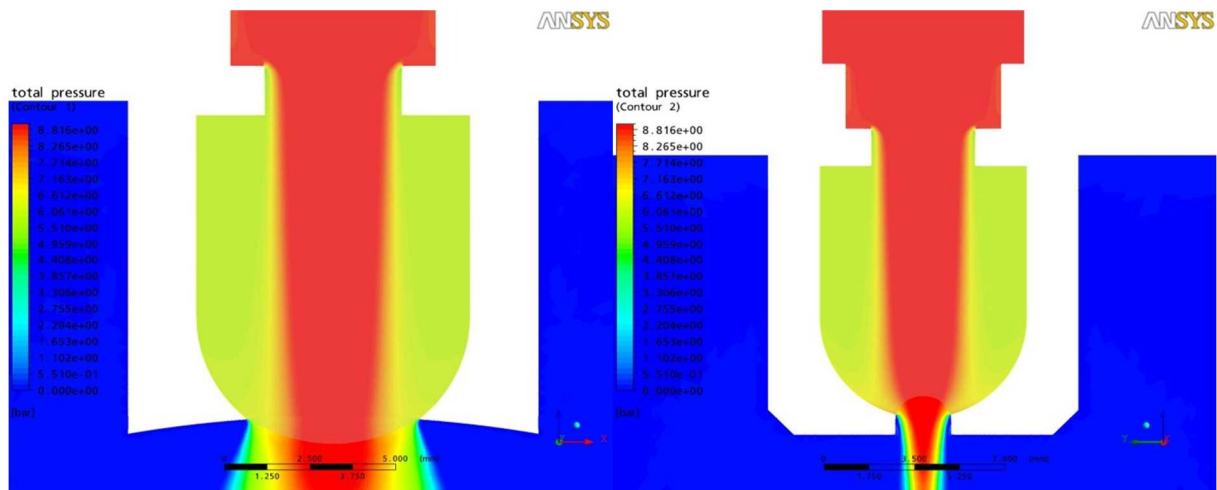 ANSYS
total pressure
(Contour 1)
8.816e+00
8.265e+00
7.714e+00
7.163e+00
6.612e+00
6.061e+00
5.510e+00
4.959e+00
4.408e+00
3.857e+00
3.306e+00
2.755e+00
2.204e+00
1.653e+00
1.102e+00
5.510e-01
0.000e+00
[bar]
0 2.500 5.000 (mm)
1.250 3.750
Y X
ANSYS
total pressure
(Contour 2)
8.816e+00
8.265e+00
7.714e+00
7.163e+00
6.612e+00
6.061e+00
5.510e+00
4.959e+00
4.408e+00
3.857e+00
3.306e+00
2.755e+00
2.204e+00
1.653e+00
1.102e+00
5.510e-01
0.000e+00
[bar]
0 3.500 7.000 (mm)
1.750 5.250
Y